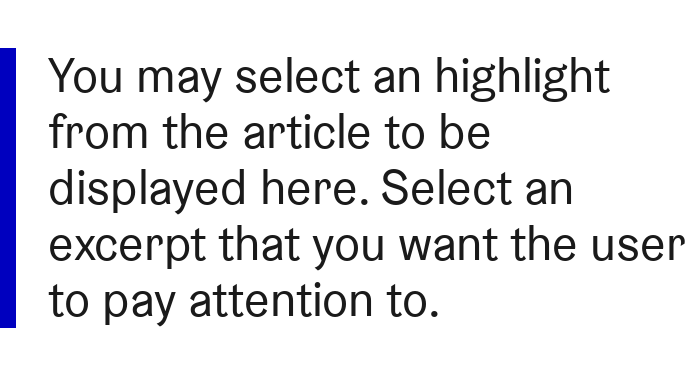 You may select a highlight
from the article to be
displayed here. Select an
excerpt that you want the user
to pay attention to.